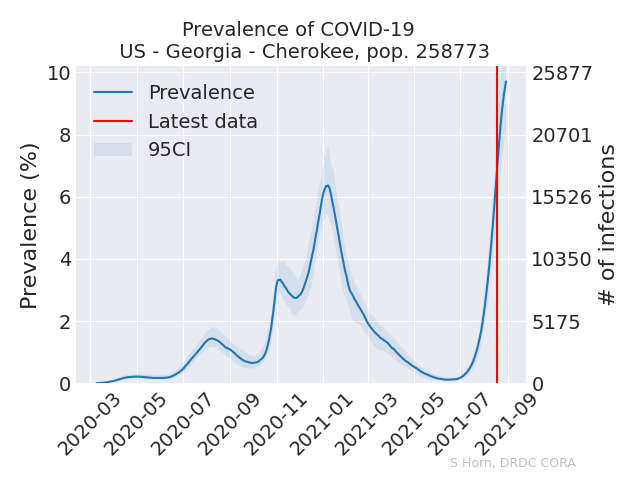 Prevalence of COVID-19
US - Georgia - Cherokee, pop. 258773
Prevalence
Latest data
95CI
Prevalence (%)
10
8
6
4
2
0
25877
20701
15526
10350
5175
0
# of infections
2020-03
2020-05
2020-07
2020-09
2020-11
2021-01
2021-03
2021-05
2021-07
2021-09
S Horn, DRDC CORA